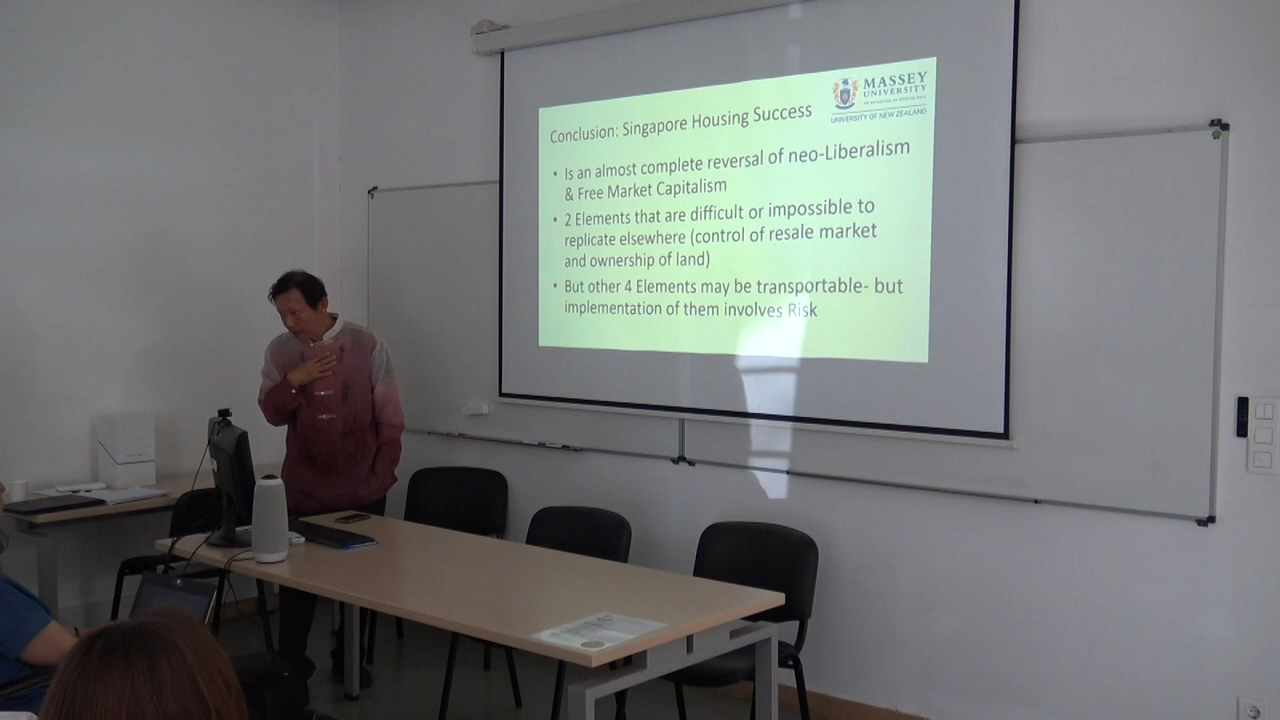 MASSEY
UNIVERSITY
UNIVERSITY OF NEW ZEALAND
Conclusion: Singapore Housing Success
• Is an almost complete reversal of neo-Liberalism
& Free Market Capitalism
• 2 Elements that are difficult or impossible to
replicate elsewhere (control of resale market
and ownership of land)
• But other 4 Elements may be transportable- but
implementation of them involves Risk